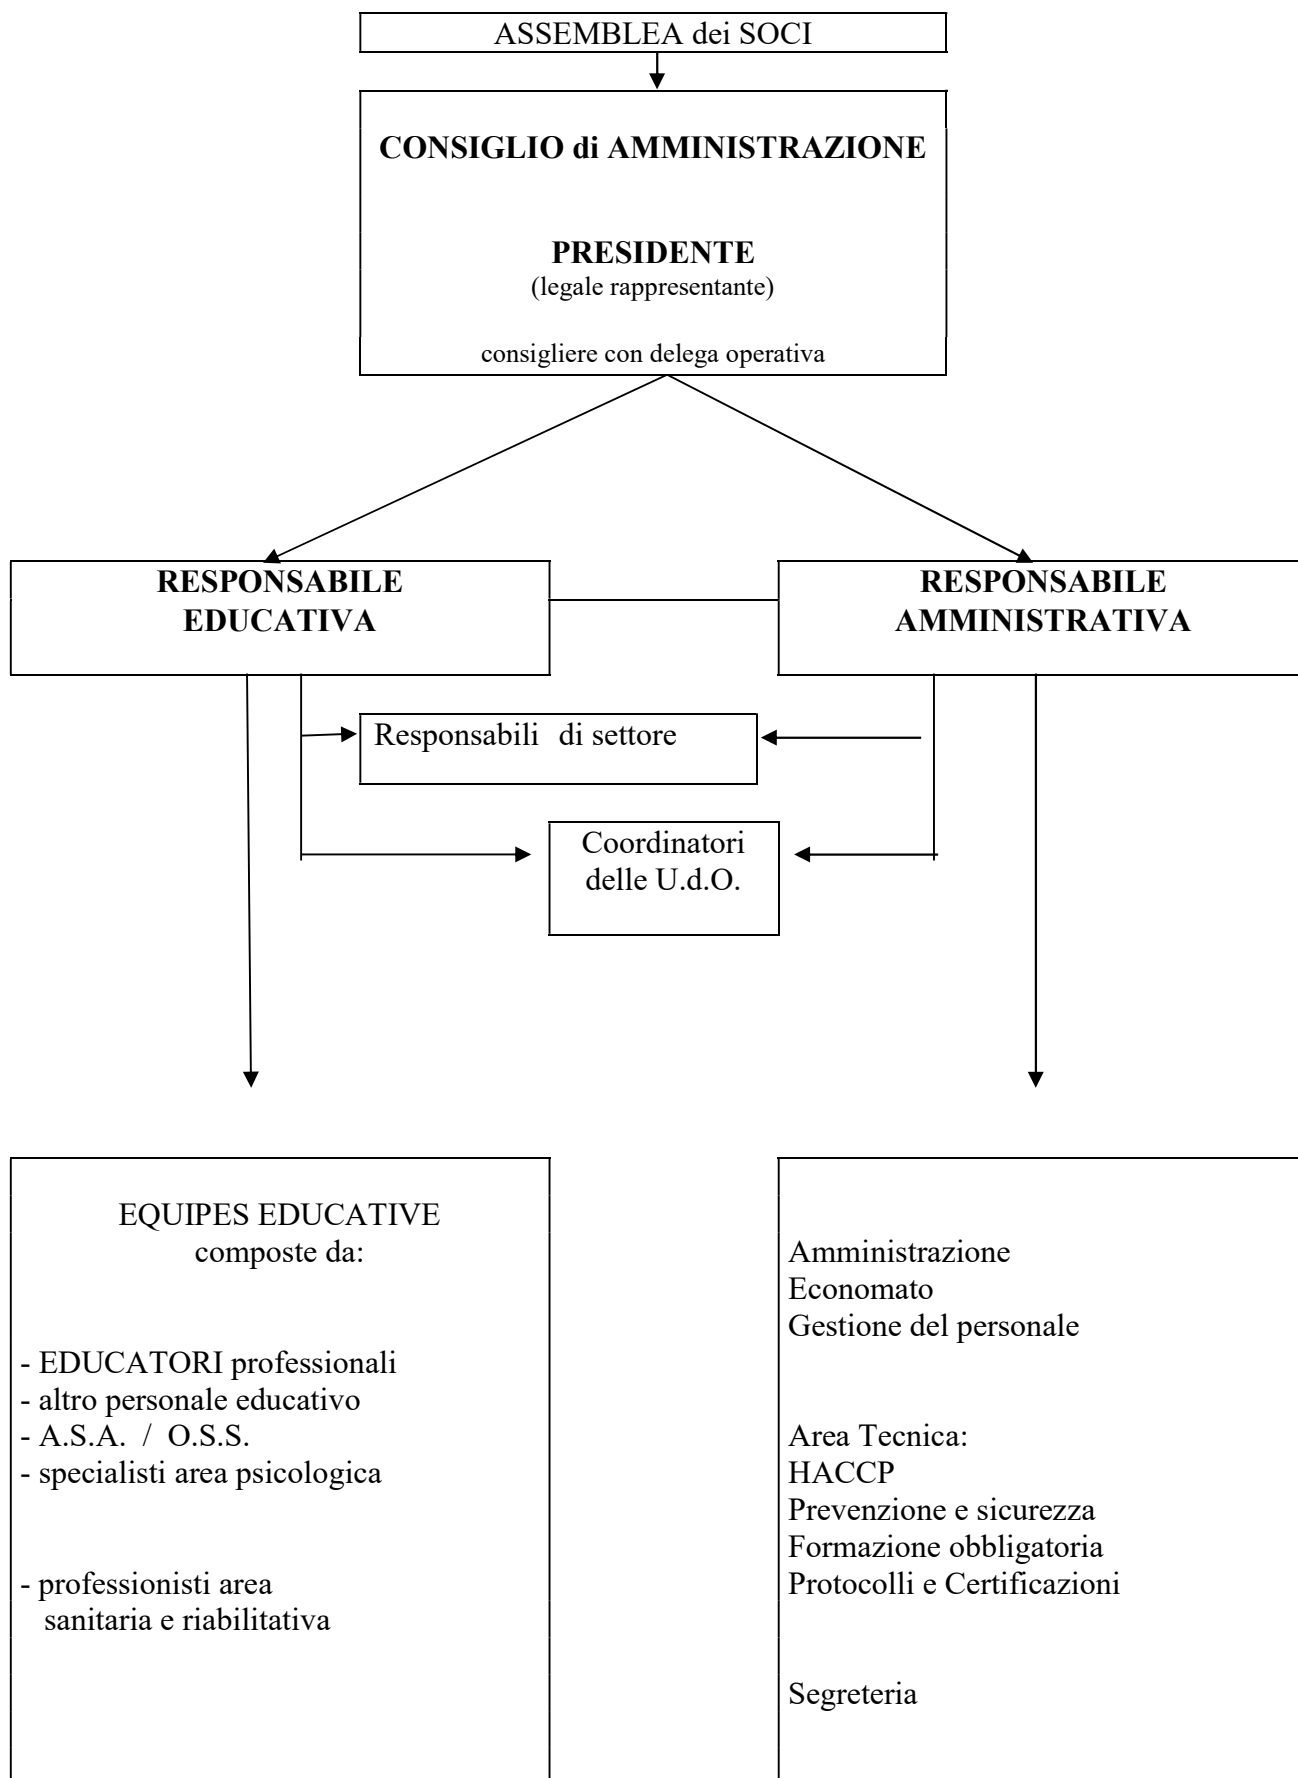 ASSEMBLEA dei SOCI
CONSIGLIO di AMMINISTRAZIONE
PRESIDENTE
(legale rappresentante)
consigliere con delega operativa
RESPONSABILE
EDUCATIVA
RESPONSABILE
AMMINISTRATIVA
Responsabili di settore
Coordinatori
delle U.d.O.
EQUIPES EDUCATIVE
composte da:
- EDUCATORI professionali
- altro personale educativo
- A.S.A. / O.S.S.
- specialisti area psicologica
- professionisti area
sanitaria e riabilitativa
Amministrazione
Economato
Gestione del personale
Area Tecnica:
HACCP
Prevenzione e sicurezza
Formazione obbligatoria
Protocolli e Certificazioni
Segreteria